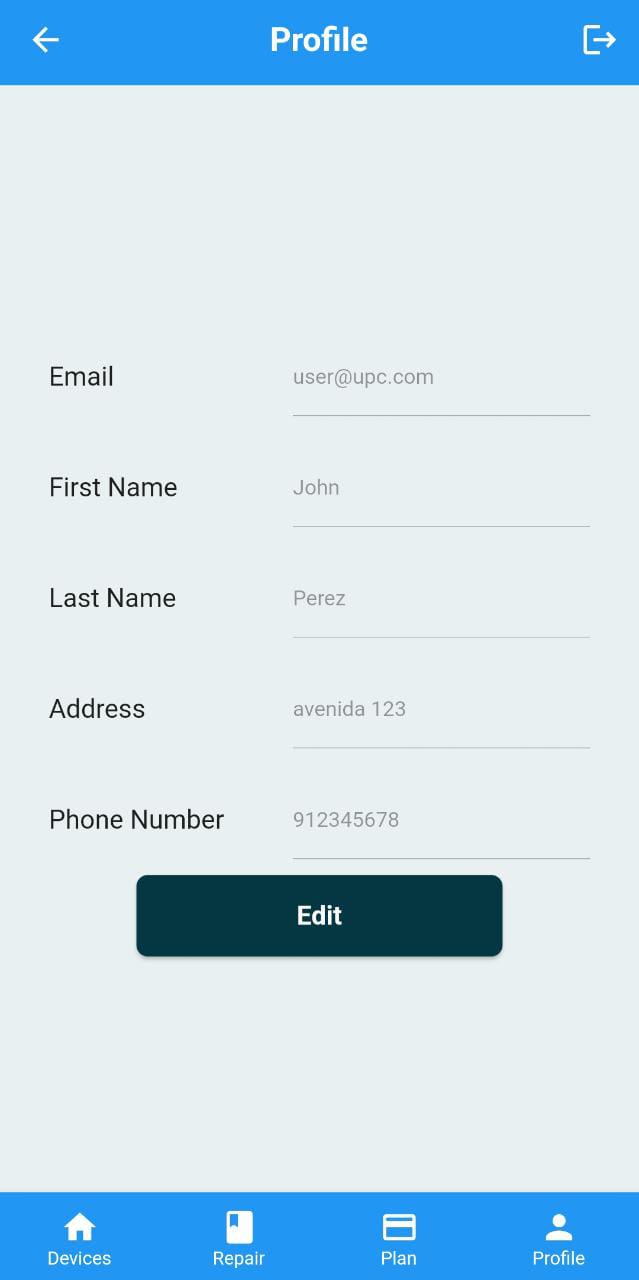 Profile
Email
user@upc.com
First Name
John
Last Name
Perez
Address
avenida 123
Phone Number
912345678
Edit
Devices
Repair
Plan
Profile